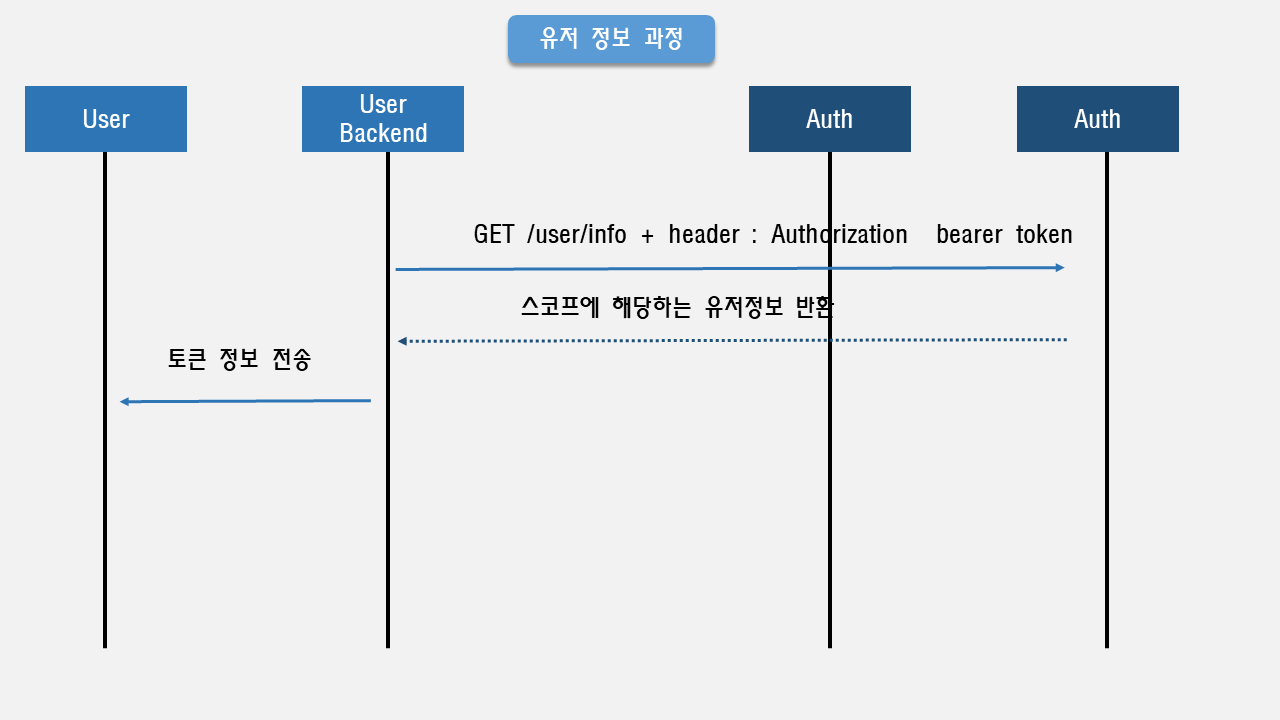 유저 정보 과정
User
User
Backend
Auth
Auth
GET /user/info + header : Authorization bearer token
스코프에 해당하는 유저정보 반환
토큰 정보 전송